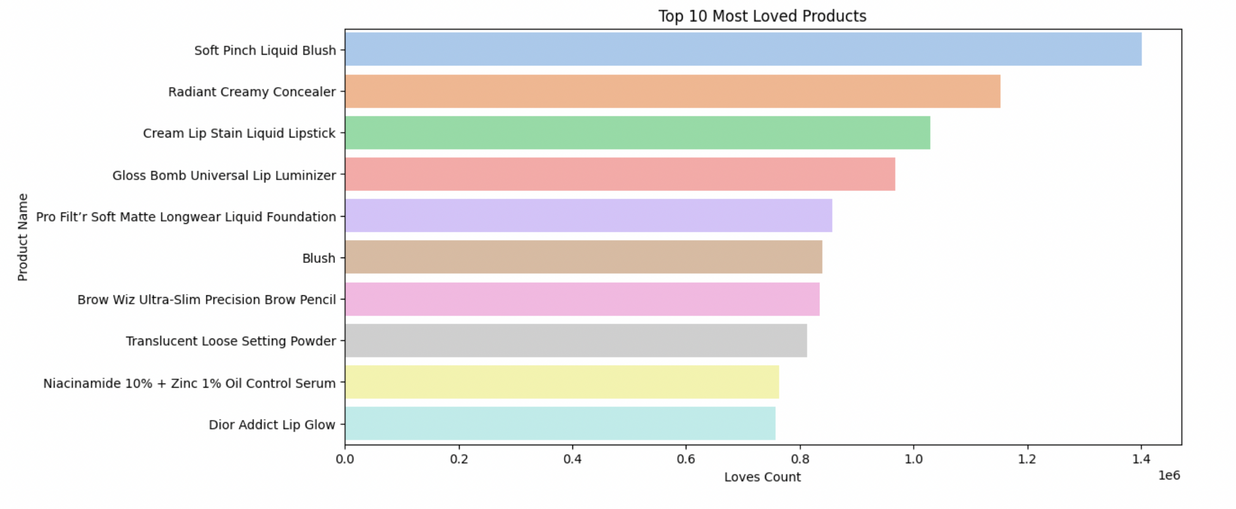 Top 10 Most Loved Products
Soft Pinch Liquid Blush
Radiant Creamy Concealer
Cream Lip Stain Liquid Lipstick
Gloss Bomb Universal Lip Luminizer
Pro Filt’r Soft Matte Longwear Liquid Foundation
Blush
Brow Wiz Ultra-Slim Precision Brow Pencil
Translucent Loose Setting Powder
Niacinamide 10% + Zinc 1% Oil Control Serum
Dior Addict Lip Glow
Product Name
0.0 0.2 0.4 0.6 0.8 1.0 1.2 1.4
1e6
Loves Count